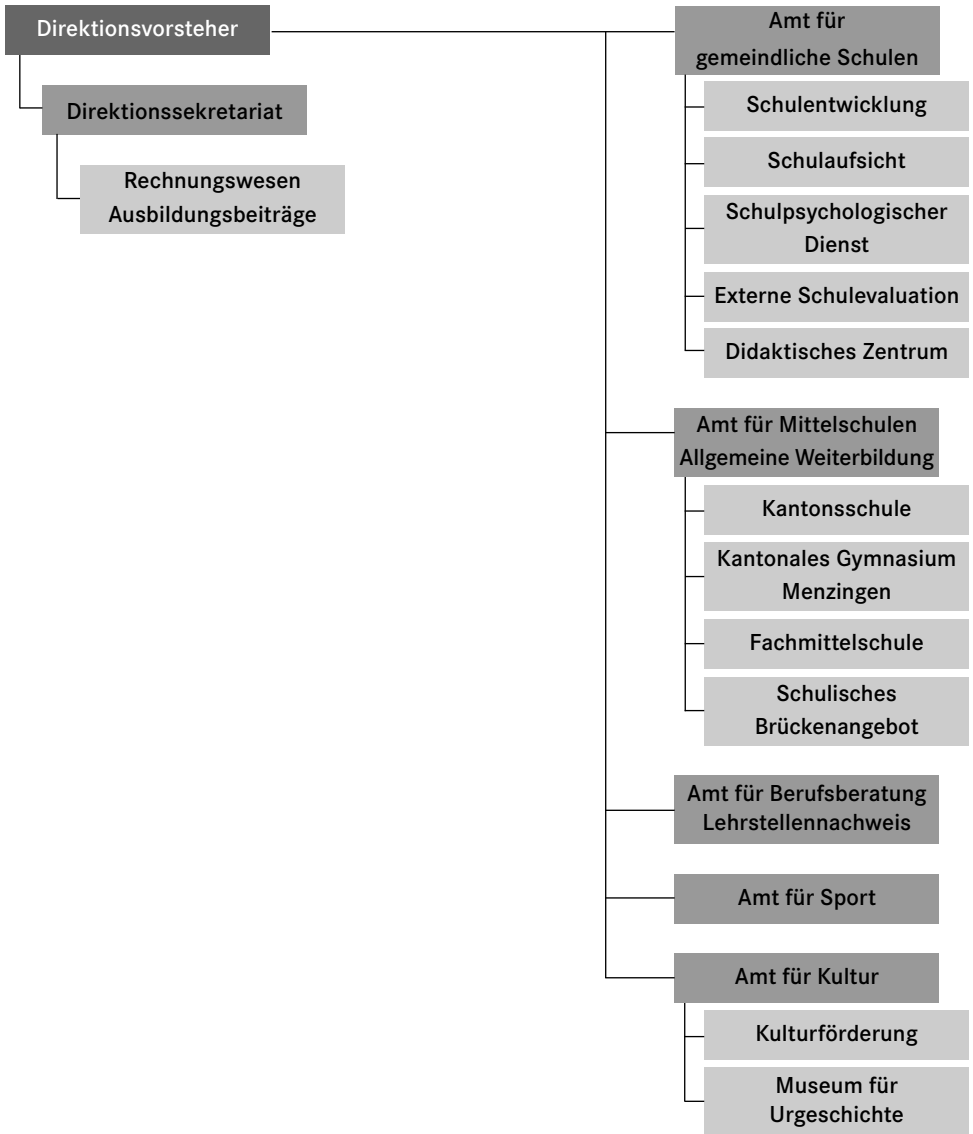 Direktionsvorsteher
Direktionssekretariat
Rechnungswesen
Ausbildungsbeiträge
Amt für
gemeindliche Schulen
Schulentwicklung
Schulaufsicht
Schulpsychologischer
Dienst
Externe Schulevaluation
Didaktisches Zentrum
Amt für Mittelschulen
Allgemeine Weiterbildung
Kantonsschule
Kantonales Gymnasium
Menzingen
Fachmittelschule
Schulisches
Brückenangebot
Amt für Berufsberatung
Lehrstellennachweis
Amt für Sport
Amt für Kultur
Kulturförderung
Museum für
Urgeschichte